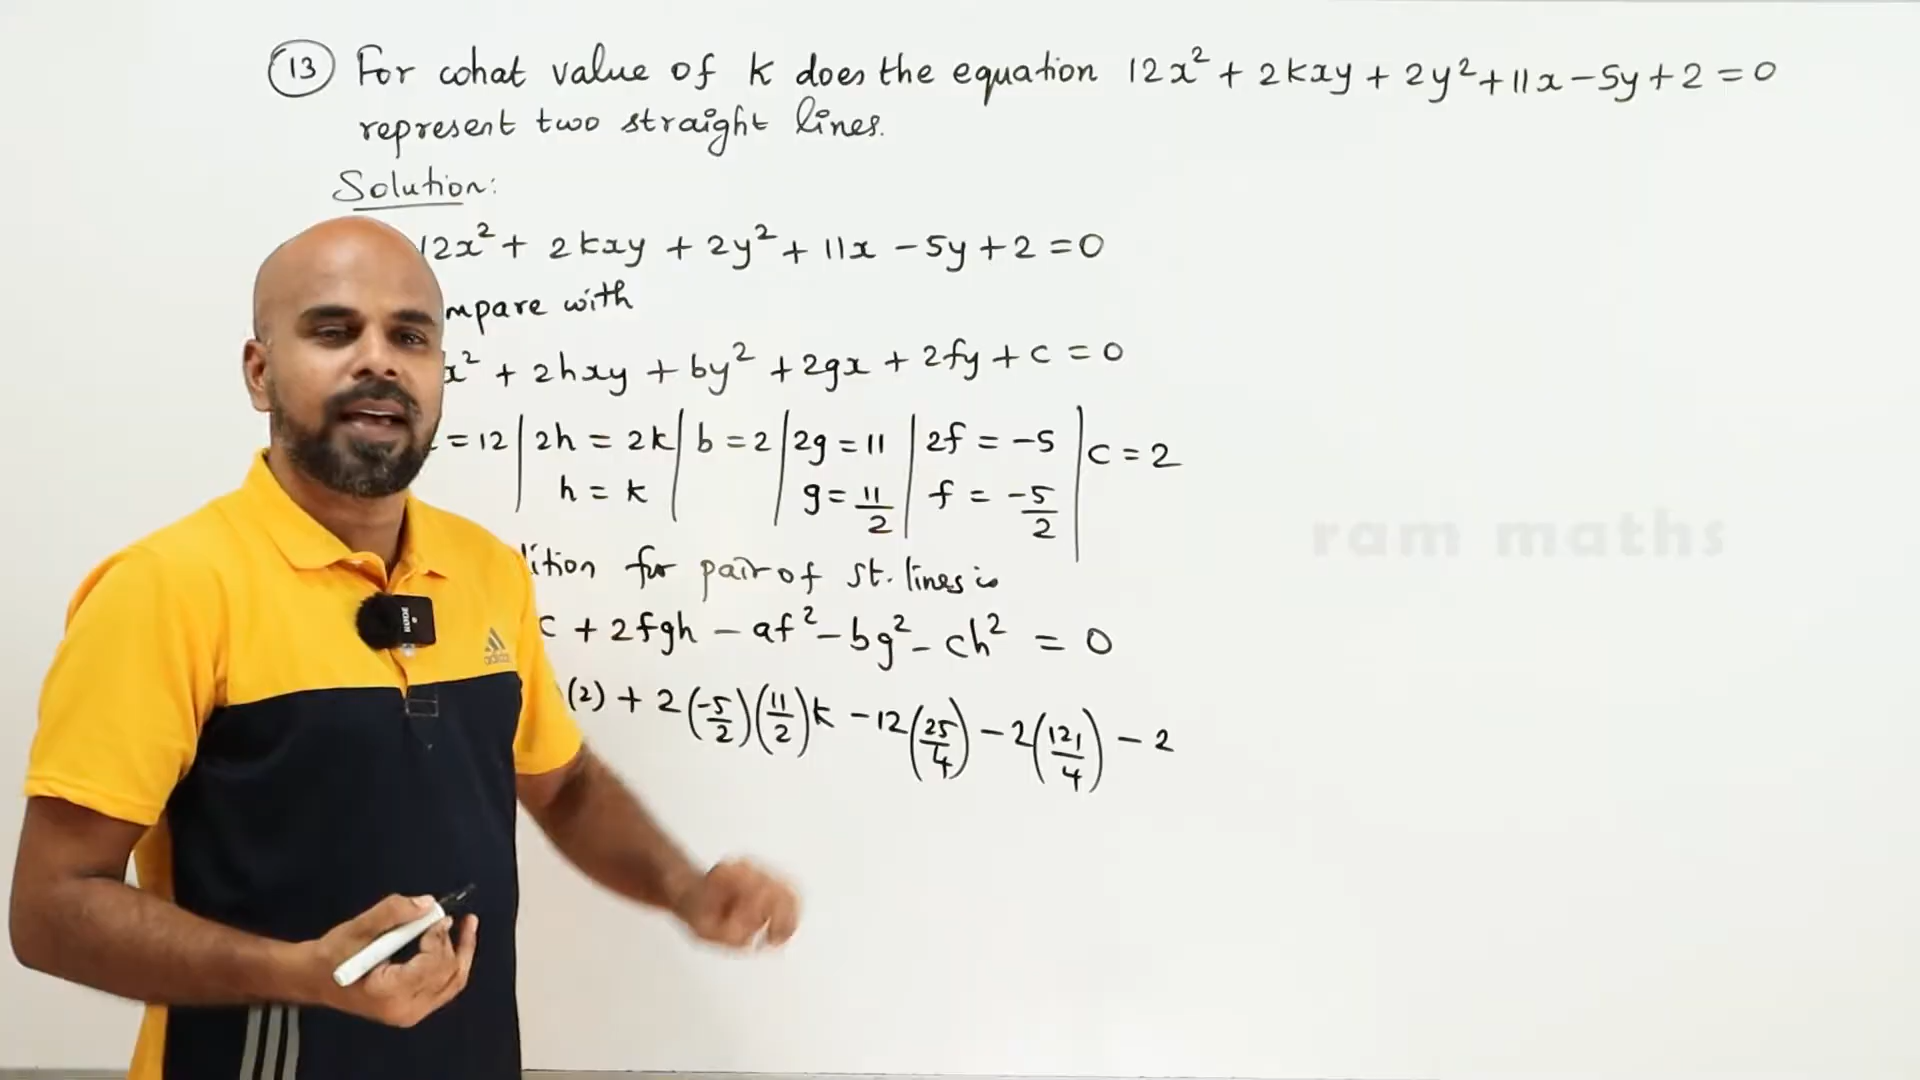 13 For what value of k does the equation 12x² + 2kxy + 2y² + 11x - 5y + 2 = 0
represent two straight lines.
Solution:
12x² + 2kxy + 2y² + 11x - 5y + 2 = 0
mpare with
x² + 2hxy + by² + 2gx + 2fy + c = 0
= 12 | 2h = 2k | b = 2 | 2g = 11 | 2f = -5 | c = 2
h = k | g = 11/2 | f = -5/2
ition for pair of st. lines is
c + 2fgh - af² - bg² - ch² = 0
(2) + 2(-5/2)(11/2)k - 12(25/4) - 2(121/4) - 2
ram maths
RODE
adidas